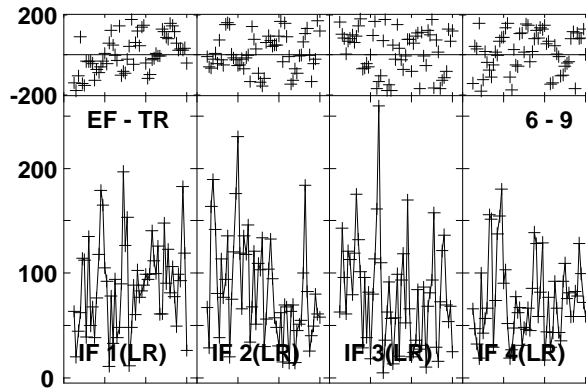 200
-200
EF - TR 6 - 9
200
100
0
IF 1(LR) IF 2(LR) IF 3(LR) IF 4(LR)